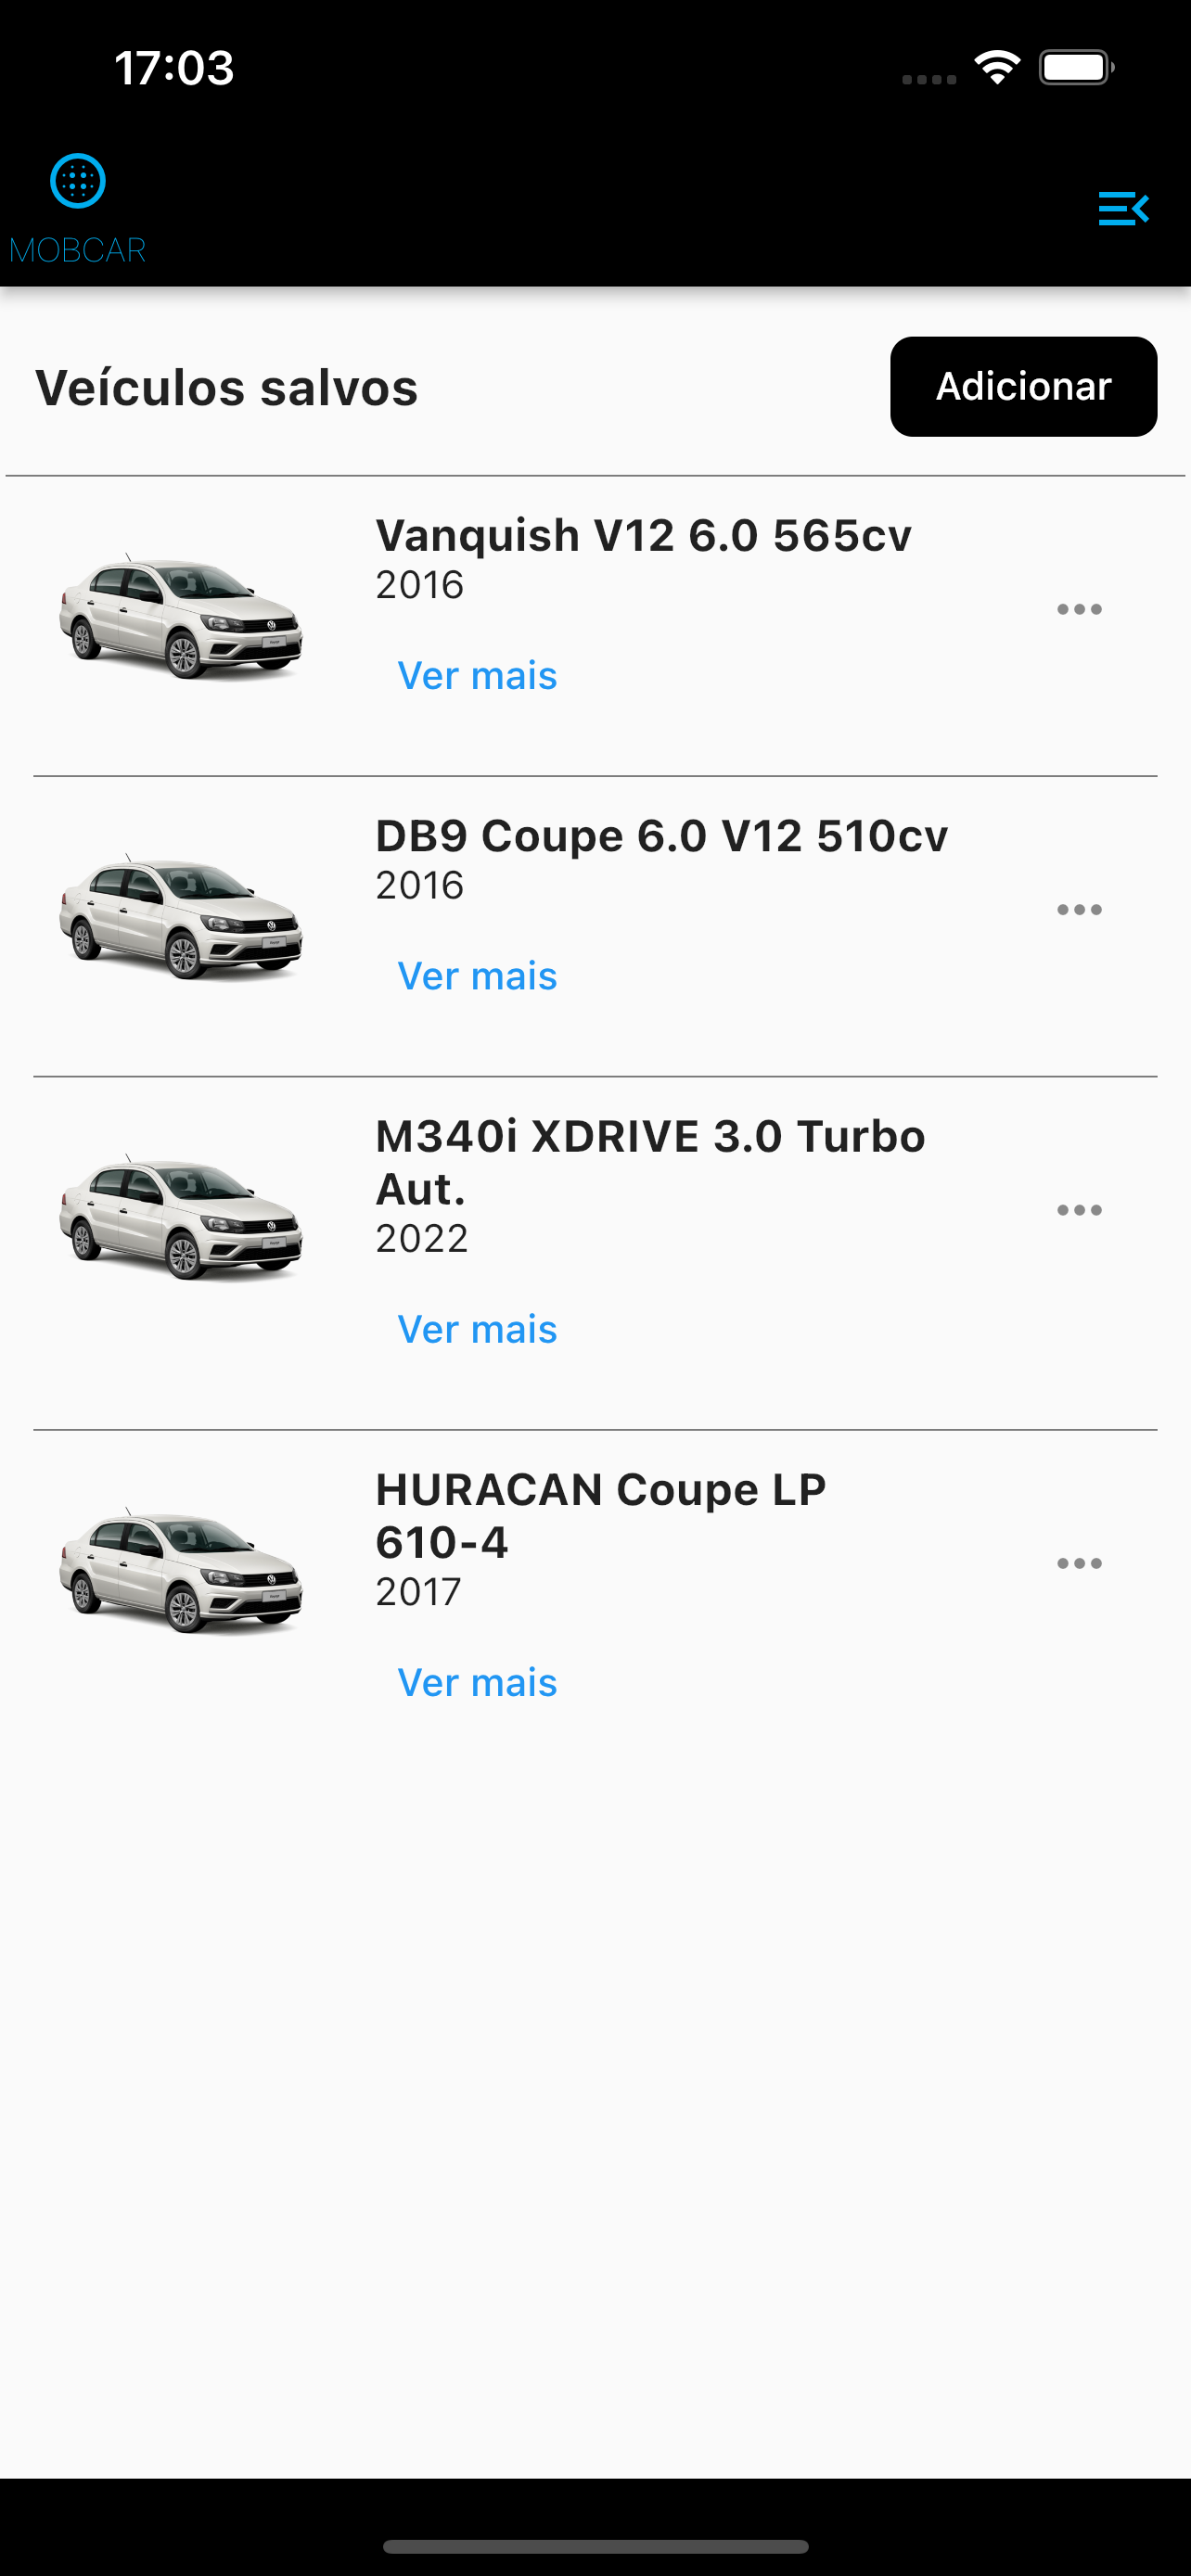 17:03
MOBCAR
Veículos salvos
Adicionar
Vanquish V12 6.0 565cv
2016
Ver mais
DB9 Coupe 6.0 V12 510cv
2016
Ver mais
M340i XDRIVE 3.0 Turbo
Aut.
2022
Ver mais
HURACAN Coupe LP
610-4
2017
Ver mais